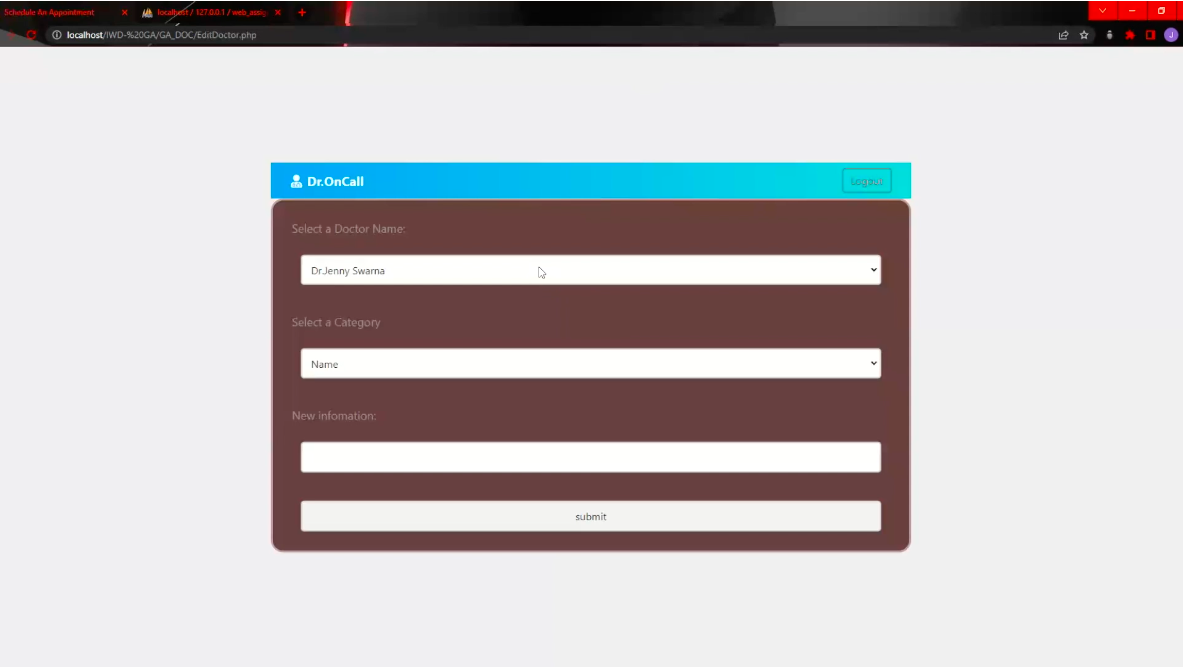 Schedule An Appointment
localhost / 127.0.0.1 / web_assig
localhost/IWD-%20GA/GA_DOC/EditDoctor.php
J
Dr.OnCall
Logout
Select a Doctor Name:
Dr.Jenny Swarna
Select a Category
Name
New infomation:
submit